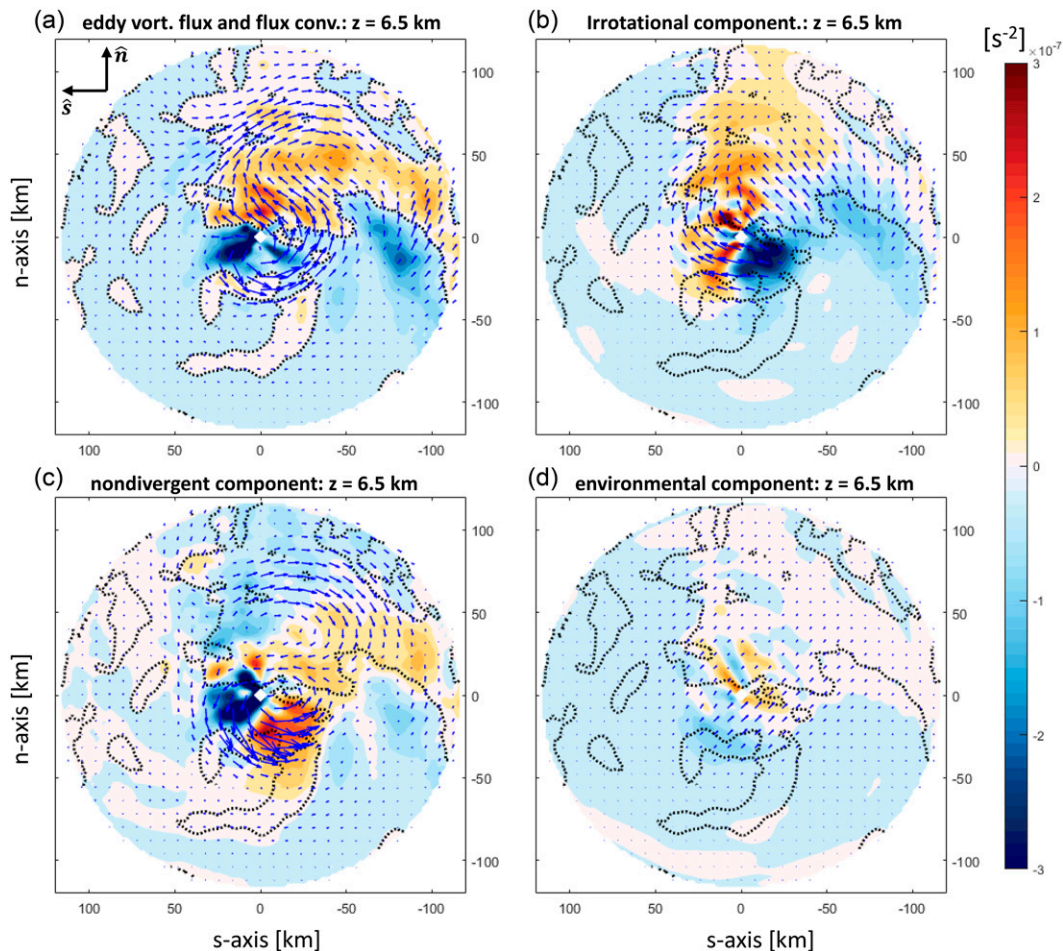 (a) eddy vort. flux and flux conv.: z = 6.5 km
(b) Irrotational component.: z = 6.5 km
[s⁻²]
×10⁻⁷
n̂
ŝ
n-axis [km]
100
50
0
-50
-100
100 50 0 -50 -100
100
50
0
-50
-100
100 50 0 -50 -100
3
2
1
0
-1
-2
-3
(c) nondivergent component: z = 6.5 km
(d) environmental component: z = 6.5 km
n-axis [km]
100
50
0
-50
-100
100 50 0 -50 -100
s-axis [km]
100
50
0
-50
-100
100 50 0 -50 -100
s-axis [km]